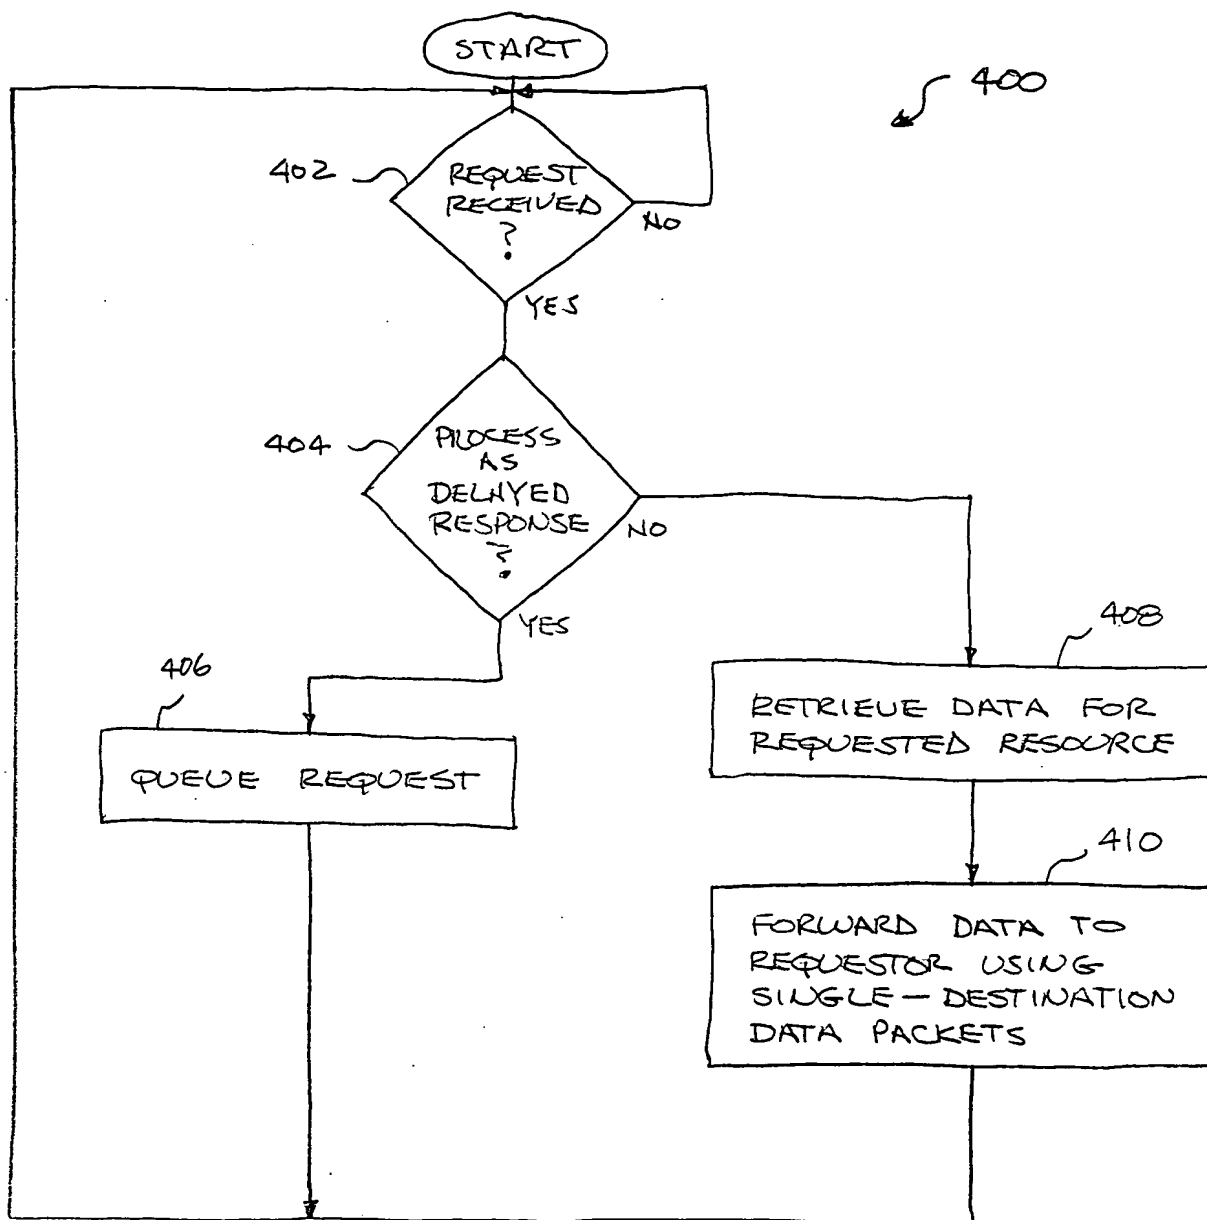 START
400
402
REQUEST
RECEIVED
?
NO
YES
404
PROCESS
AS
DELAYED
RESPONSE
?
NO
YES
406
QUEUE REQUEST
408
RETRIEVE DATA FOR
REQUESTED RESOURCE
410
FORWARD DATA TO
REQUESTOR USING
SINGLE-DESTINATION
DATA PACKETS